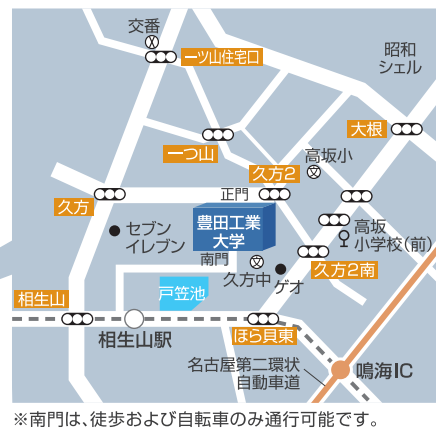 交番
一ツ山住宅口
昭和
シェル
大根
一つ山
高坂小
久方2
正門
久方
豊田工業
大学
セブン
イレブン
高坂
小学校(前)
南門
久方中
ゲオ
久方2南
相生山
戸笠池
相生山駅
ほら貝東
名古屋第二環状
自動車道
鳴海IC
※南門は、徒歩および自転車のみ通行可能です。